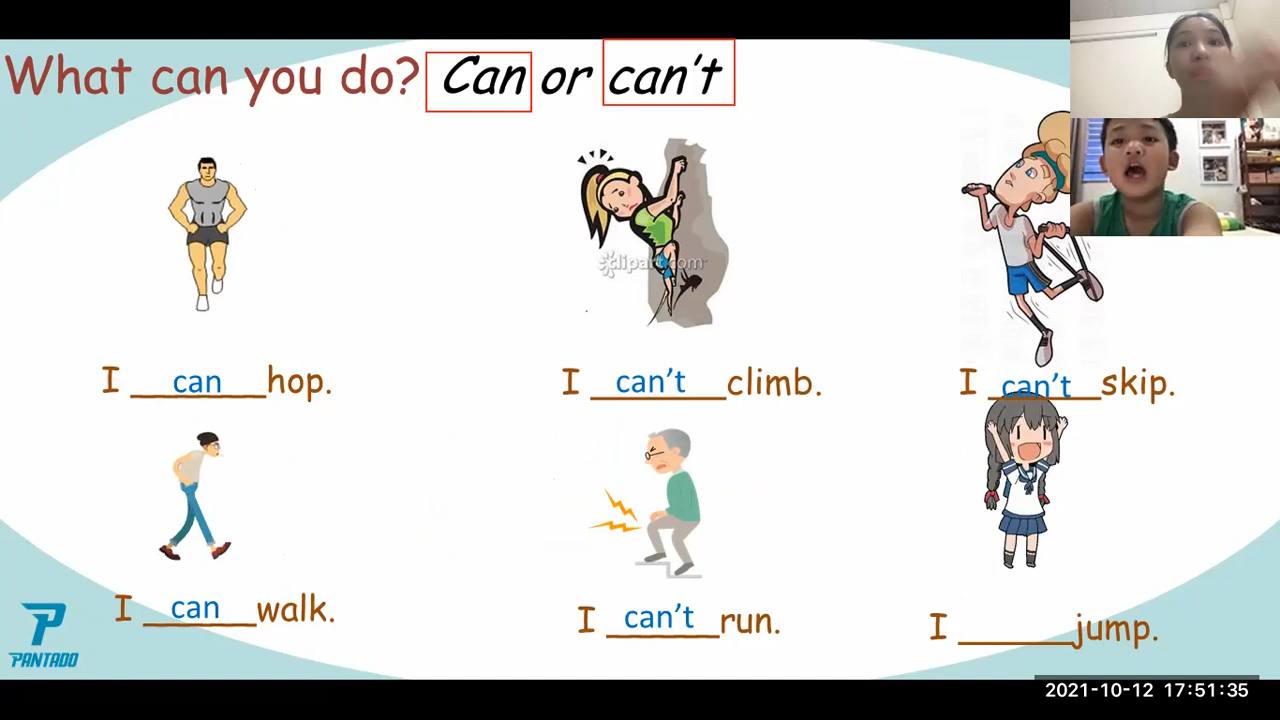 What can you do? Can or can't
clipart.com
I can hop.
I can't climb.
I can't skip.
I can walk.
I can't run.
I ______ jump.
PANTADO
2021-10-12 17:51:35